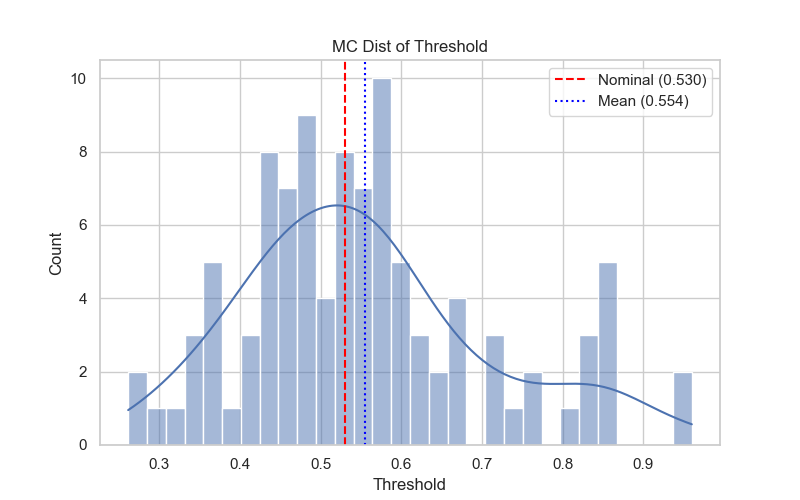 MC Dist of Threshold
10
8
6
4
2
0
Count
Nominal (0.530)
Mean (0.554)
0.3 0.4 0.5 0.6 0.7 0.8 0.9
Threshold